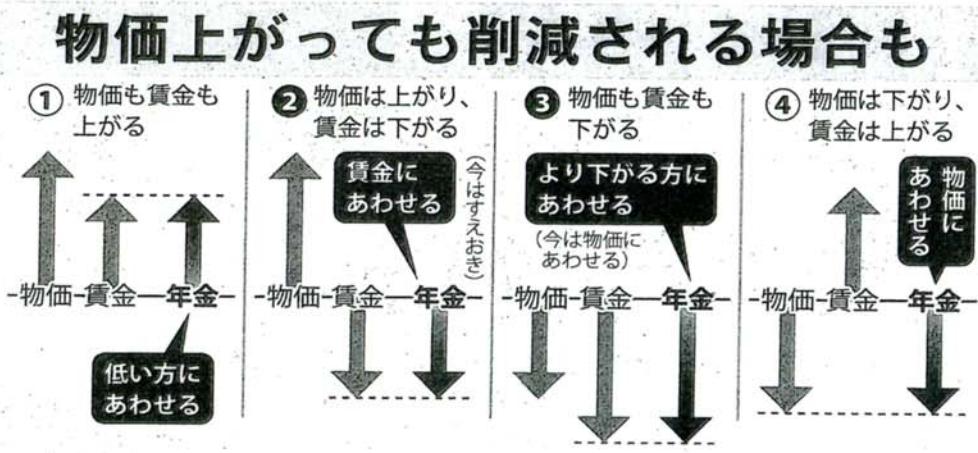 物価上がっても削減される場合も
① 物価も賃金も
上がる
物価 賃金 年金
低い方に
あわせる
❷ 物価は上がり、
賃金は下がる
賃金に
あわせる
(今はすえおき)
物価 賃金 年金
❸ 物価も賃金も
下がる
より下がる方に
あわせる
(今は物価に
あわせる)
物価 賃金 年金
④ 物価は下がり、
賃金は上がる
物価に
あわせる
物価 賃金 年金